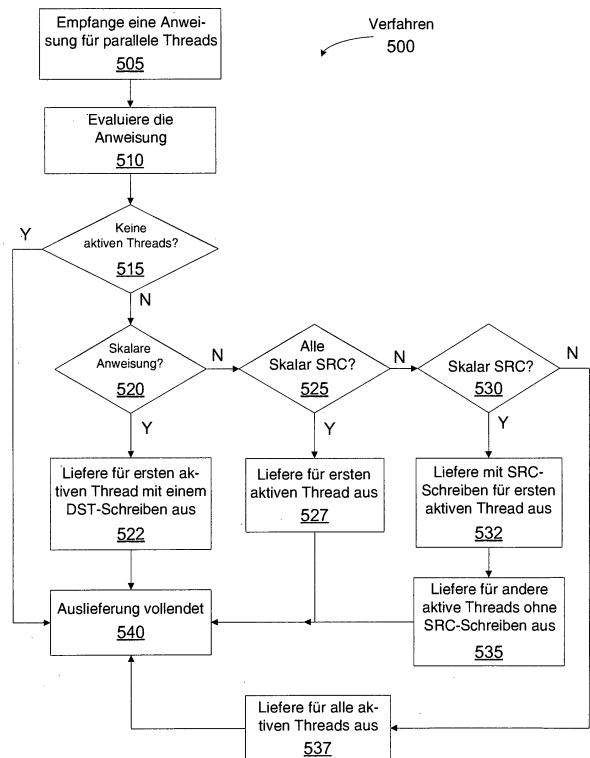 Empfange eine Anwei-
sung für parallele Threads
505
Verfahren
500
Evaluiere die
Anweisung
510
Keine
aktiven Threads?
515
Y
N
Skalare
Anweisung?
520
N
Y
Alle
Skalar SRC?
525
N
Y
Skalar SRC?
530
N
Y
Liefere für ersten ak-
tiven Thread mit einem
DST-Schreiben aus
522
Liefere für ersten
aktiven Thread aus
527
Liefere mit SRC-
Schreiben für ersten
aktiven Thread aus
532
Auslieferung vollendet
540
Liefere für andere
aktive Threads ohne
SRC-Schreiben aus
535
Liefere für alle ak-
tiven Threads aus
537